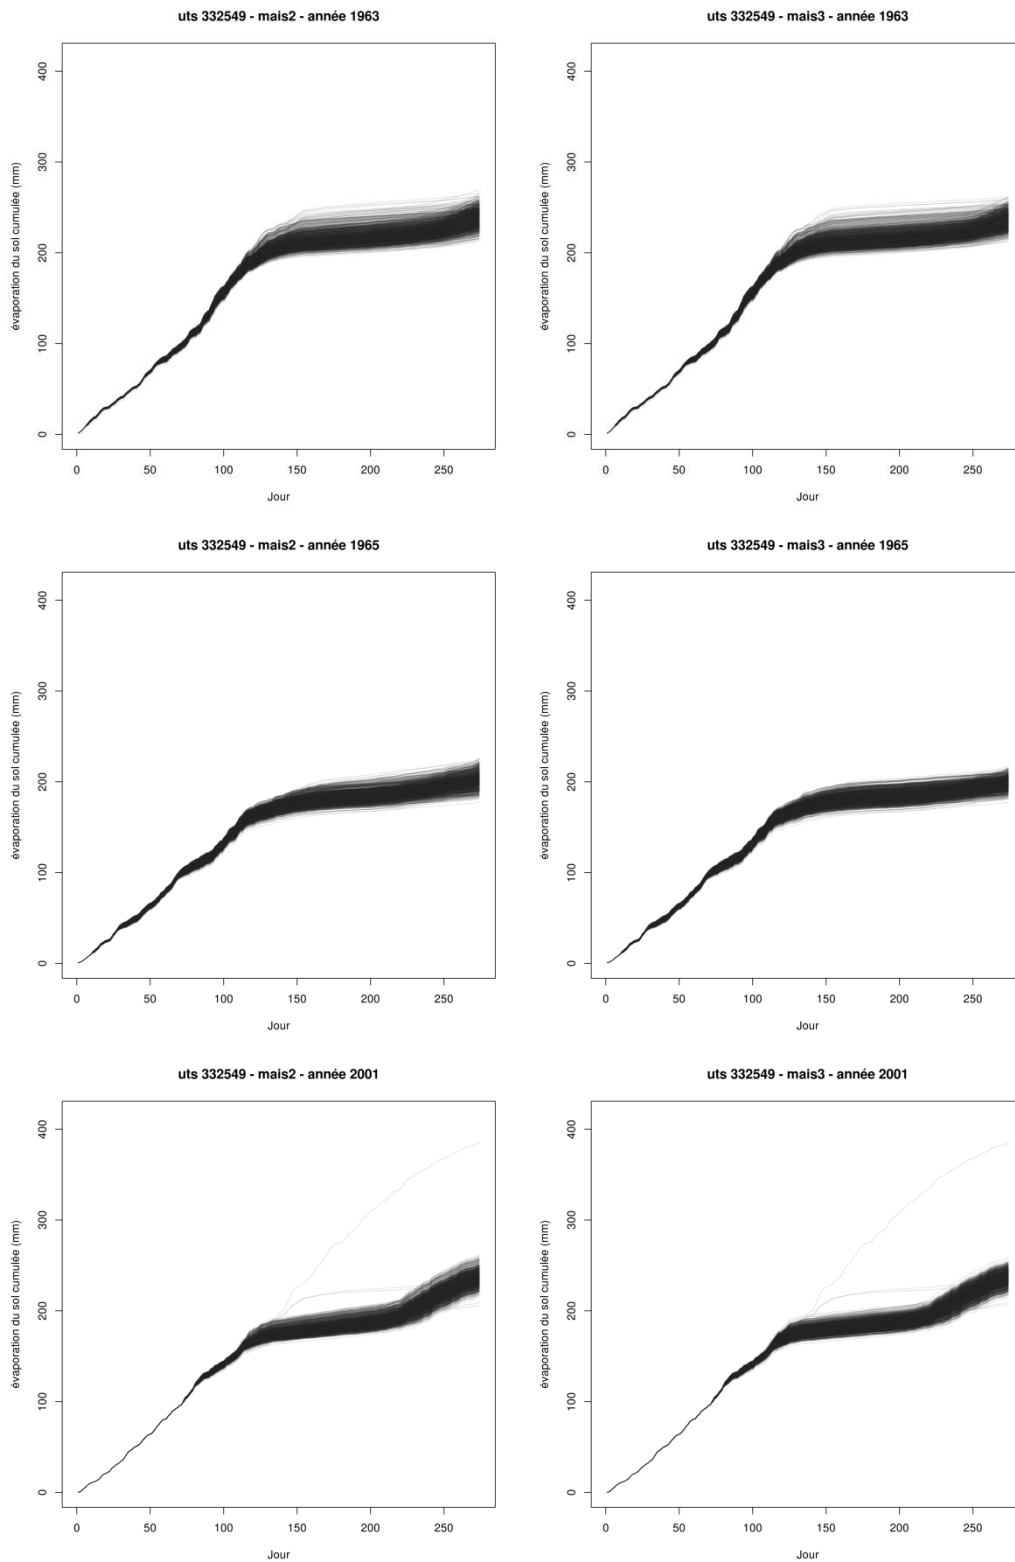 uts 332549 - mais2 - année 1963
évaporation du sol cumulée (mm)
400
300
200
100
0
0 50 100 150 200 250
Jour
uts 332549 - mais3 - année 1963
évaporation du sol cumulée (mm)
400
300
200
100
0
0 50 100 150 200 250
Jour
uts 332549 - mais2 - année 1965
évaporation du sol cumulée (mm)
400
300
200
100
0
0 50 100 150 200 250
Jour
uts 332549 - mais3 - année 1965
évaporation du sol cumulée (mm)
400
300
200
100
0
0 50 100 150 200 250
Jour
uts 332549 - mais2 - année 2001
évaporation du sol cumulée (mm)
400
300
200
100
0
0 50 100 150 200 250
Jour
uts 332549 - mais3 - année 2001
évaporation du sol cumulée (mm)
400
300
200
100
0
0 50 100 150 200 250
Jour